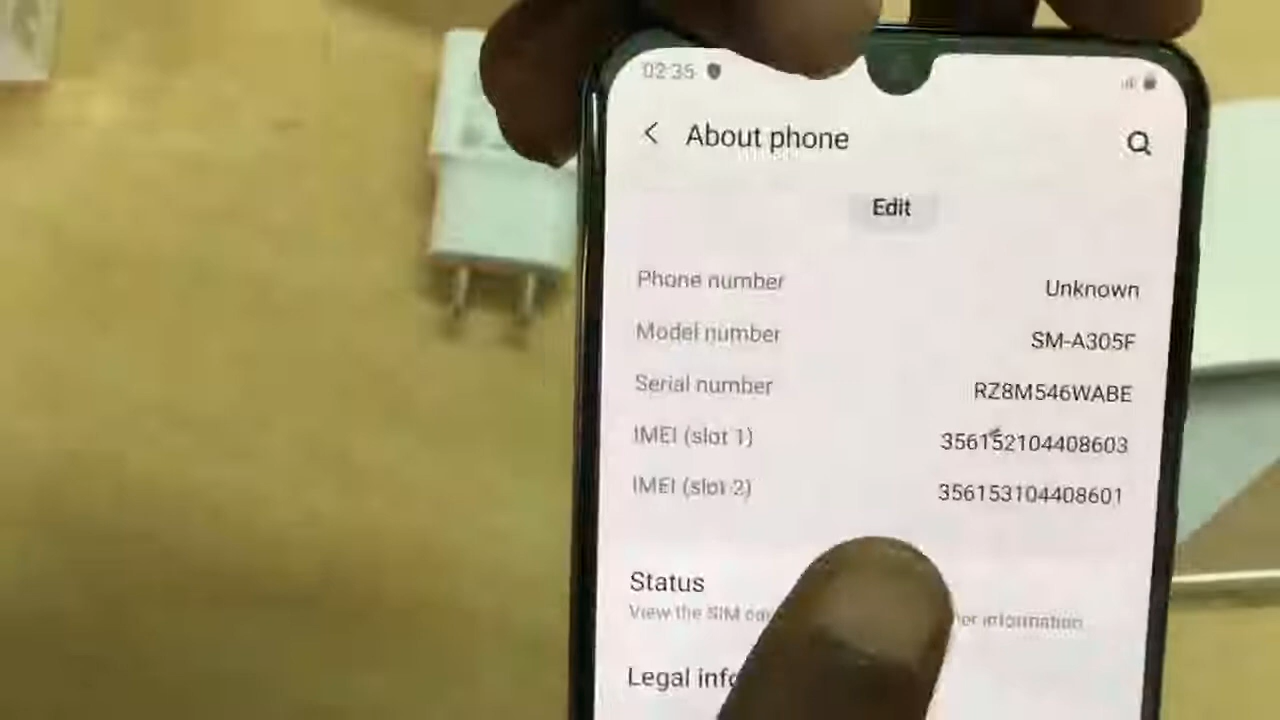 02:35
About phone
Edit
Phone number Unknown
Model number SM-A305F
Serial number RZ8M546WABE
IMEI (slot 1) 356152104408603
IMEI (slot 2) 356153104408601
Status
View the SIM information
Legal